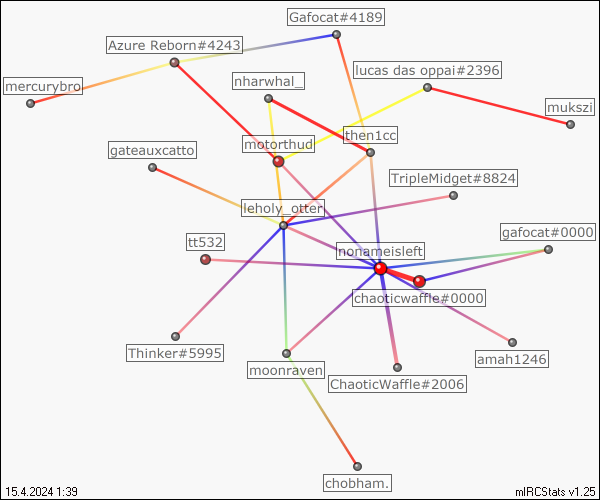 Gafocat#4189
Azure Reborn#4243
lucas das oppai#2396
mercurybro
nharwhal_
mukszi
then1cc
motorthud
gateauxcatto
TripleMidget#8824
leholy_otter
gafocat#0000
tt532
nonameisleft
chaoticwaffle#0000
Thinker#5995
amah1246
moonraven
ChaoticWaffle#2006
chobham.
15.4.2024 1:39
mIRCStats v1.25